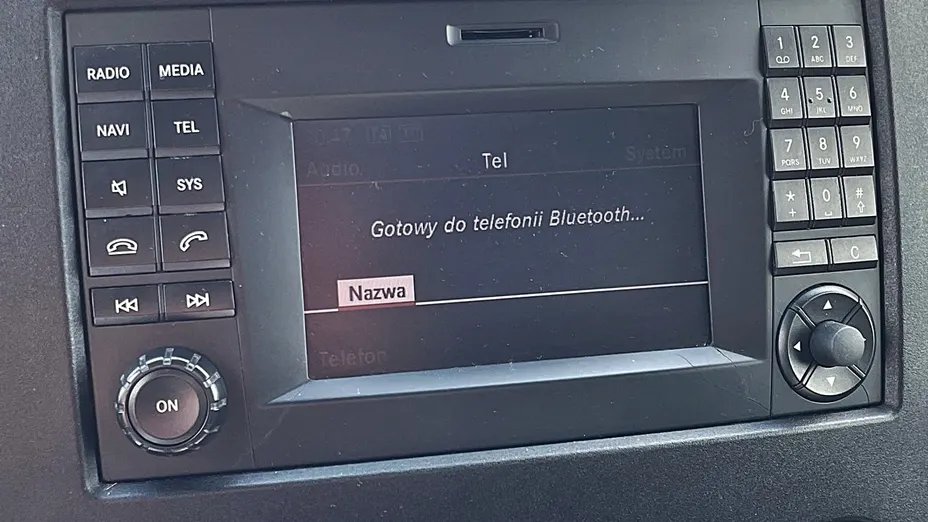 RADIO MEDIA
NAVI TEL
SYS
ON
Audio Tel System
Gotowy do telefonii Bluetooth...
Nazwa
Telefon
1 2 3
ABC DEF
4 5 6
GHI JKL MNO
7 8 9
PQRS TUV WXYZ
* 0 #
+
C